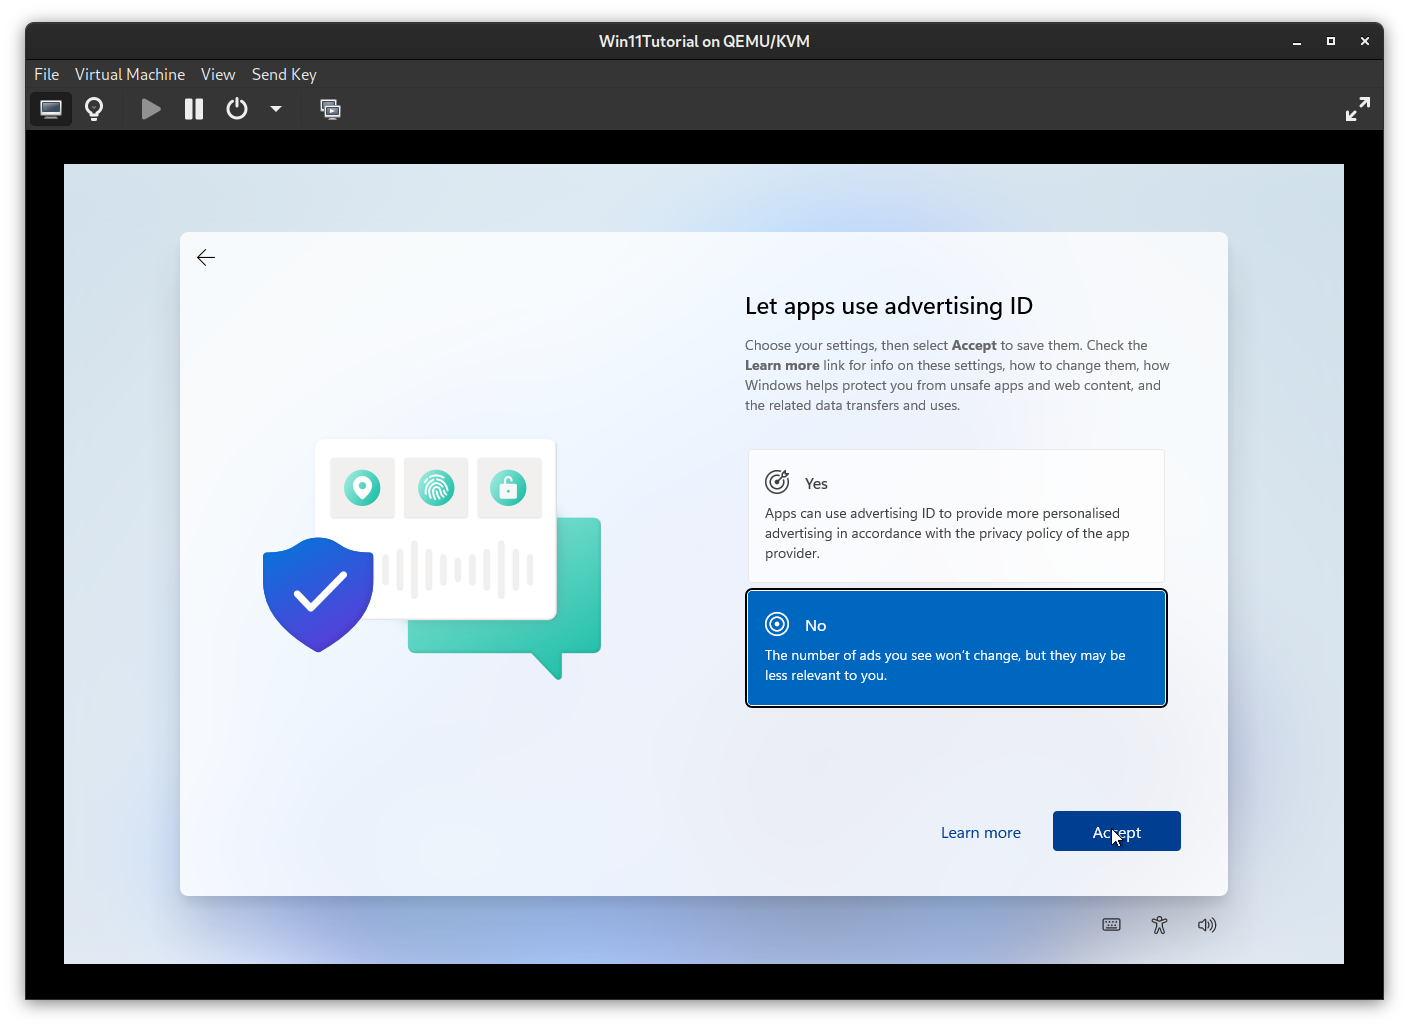 Win11Tutorial on QEMU/KVM
File Virtual Machine View Send Key
Let apps use advertising ID
Choose your settings, then select Accept to save them. Check the
Learn more link for info on these settings, how to change them, how
Windows helps protect you from unsafe apps and web content, and
the related data transfers and uses.
Yes
Apps can use advertising ID to provide more personalised
advertising in accordance with the privacy policy of the app
provider.
No
The number of ads you see won't change, but they may be
less relevant to you.
Learn more
Accept